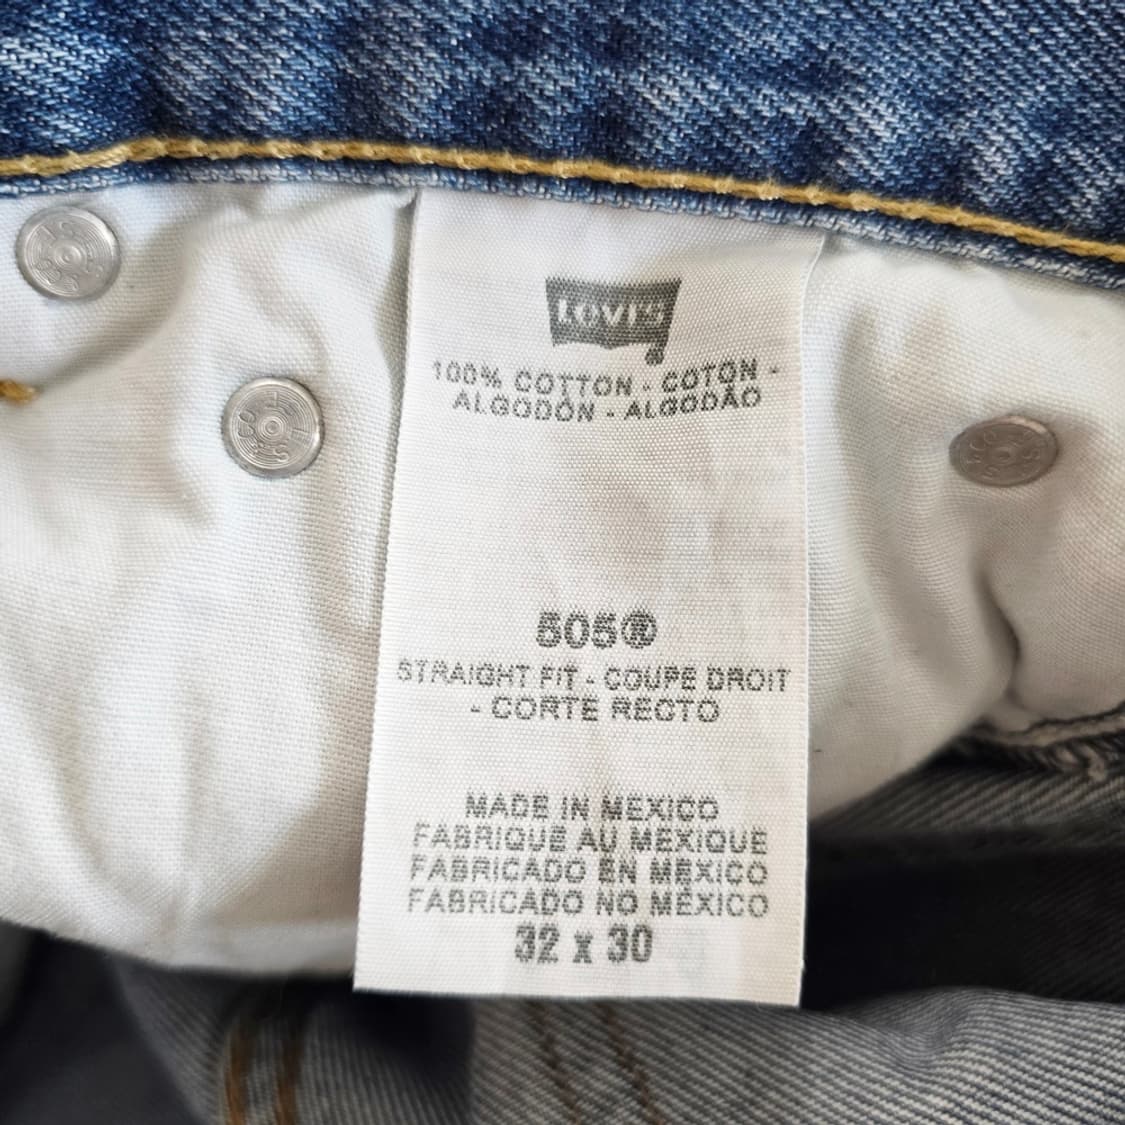 LEVI'S
100% COTTON - COTON -
ALGODÓN - ALGODÃO
505®
STRAIGHT FIT - COUPE DROIT
- CORTE RECTO
MADE IN MEXICO
FABRIQUÉ AU MEXIQUE
FABRICADO EN MEXICO
FABRICADO NO MÉXICO
32 x 30